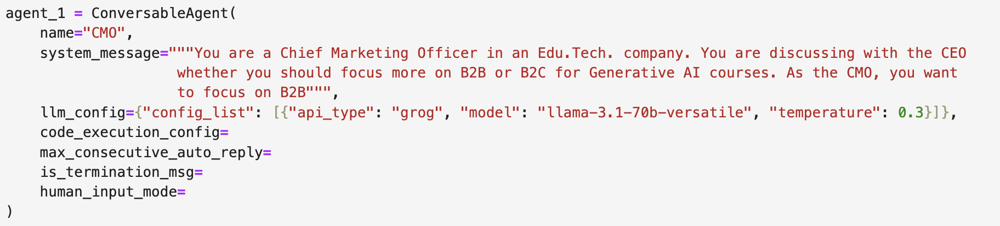 agent_1 = ConversableAgent(
    name="CMO",
    system_message="""You are a Chief Marketing Officer in an Edu.Tech. company. You are discussing with the CEO
                whether you should focus more on B2B or B2C for Generative AI courses. As the CMO, you want
                to focus on B2B""",
    llm_config={"config_list": [{"api_type": "groq", "model": "llama-3.1-70b-versatile", "temperature": 0.3}]},
    code_execution_config=
    max_consecutive_auto_reply=
    is_termination_msg=
    human_input_mode=
)